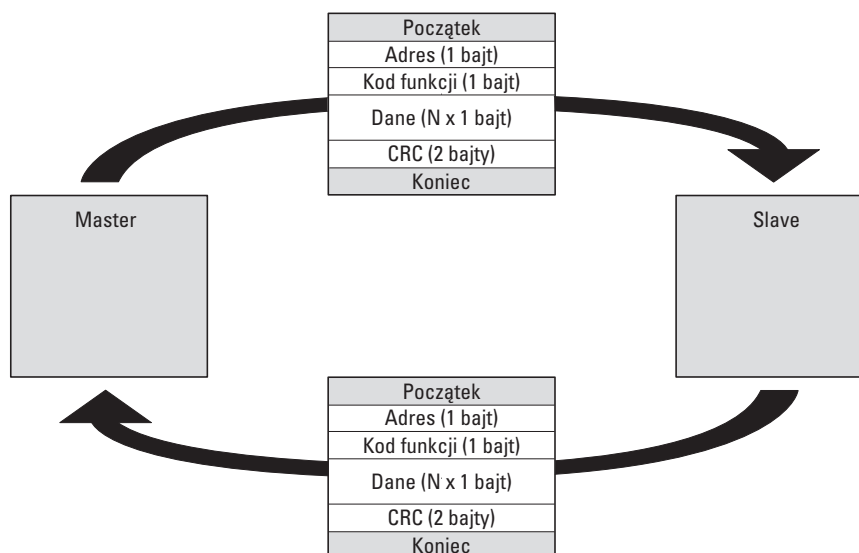 Początek
Adres (1 bajt)
Kod funkcji (1 bajt)
Dane (N x 1 bajt)
CRC (2 bajty)
Koniec
Master
Slave
Początek
Adres (1 bajt)
Kod funkcji (1 bajt)
Dane (N x 1 bajt)
CRC (2 bajty)
Koniec